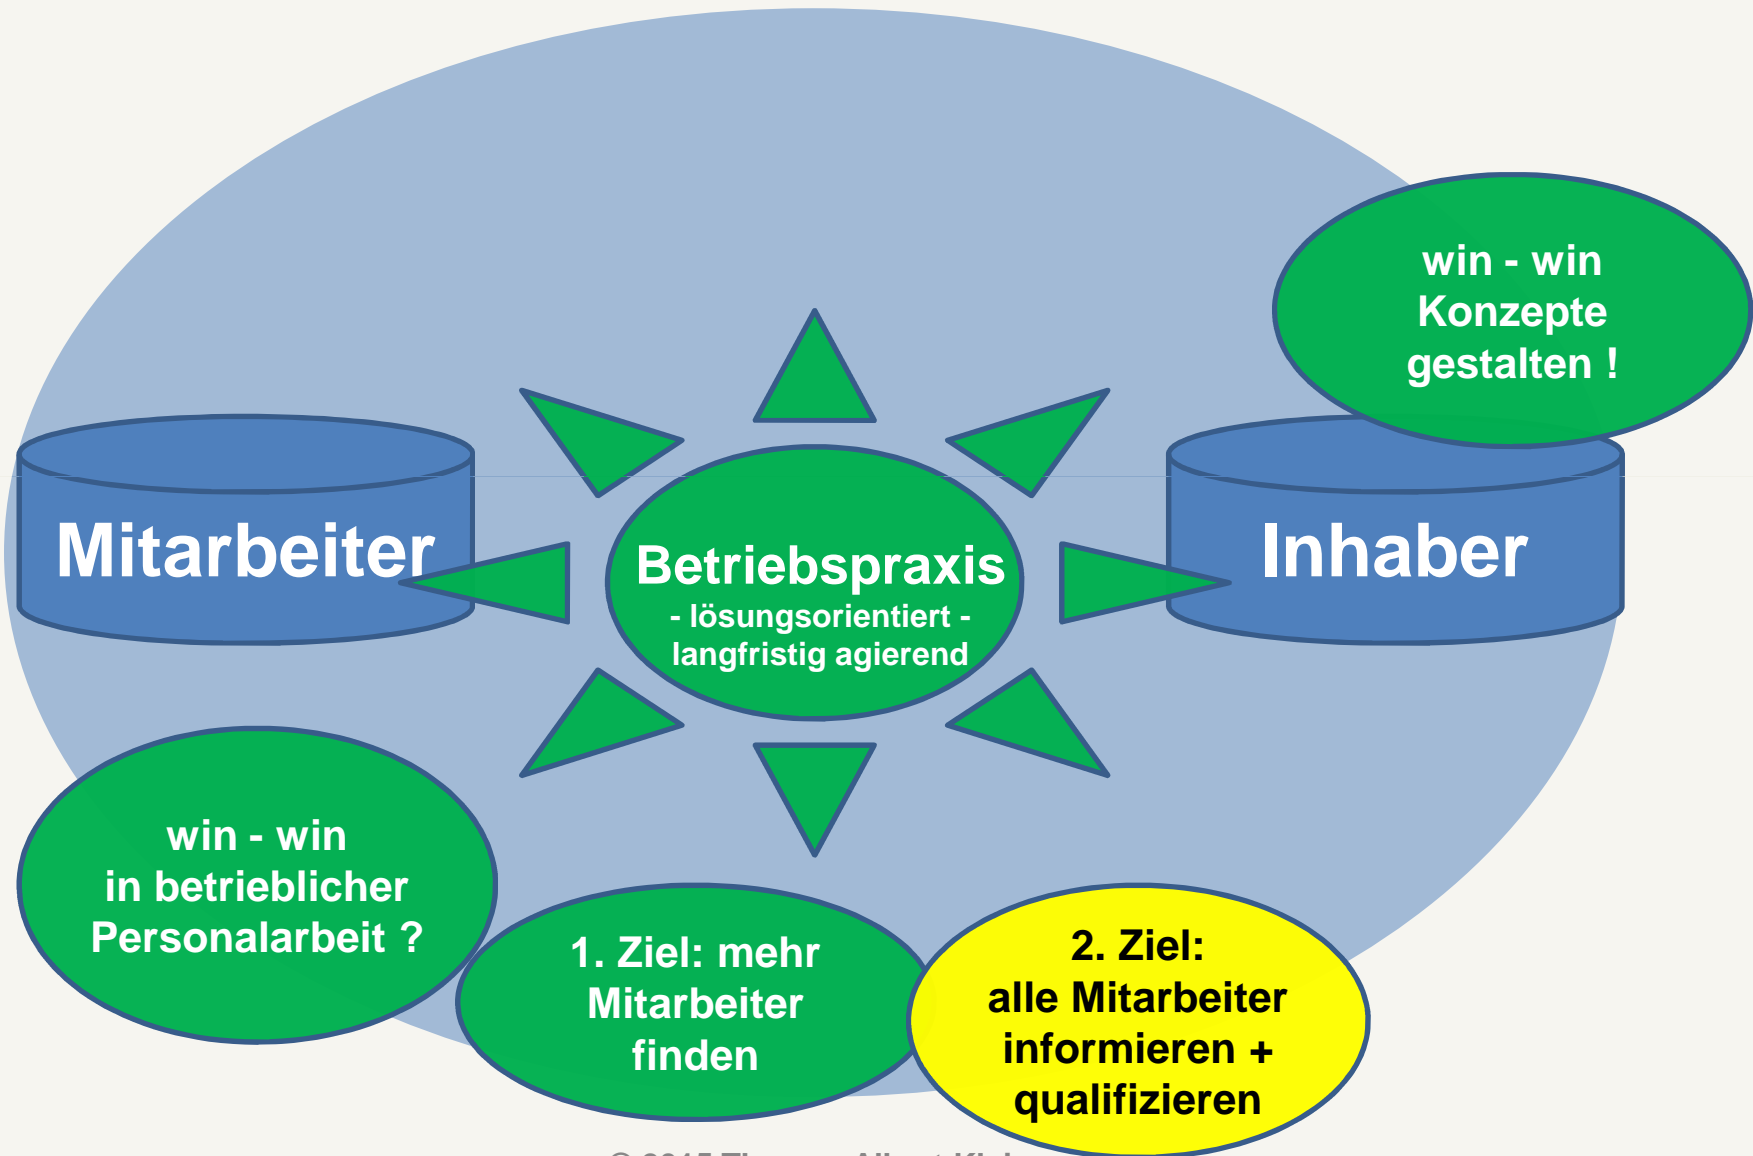 win - win
Konzepte
gestalten !
Mitarbeiter
Inhaber
Betriebspraxis
- lösungsorientiert -
langfristig agierend
win - win
in betrieblicher
Personalarbeit ?
1. Ziel: mehr
Mitarbeiter
finden
2. Ziel:
alle Mitarbeiter
informieren +
qualifizieren
© 2015